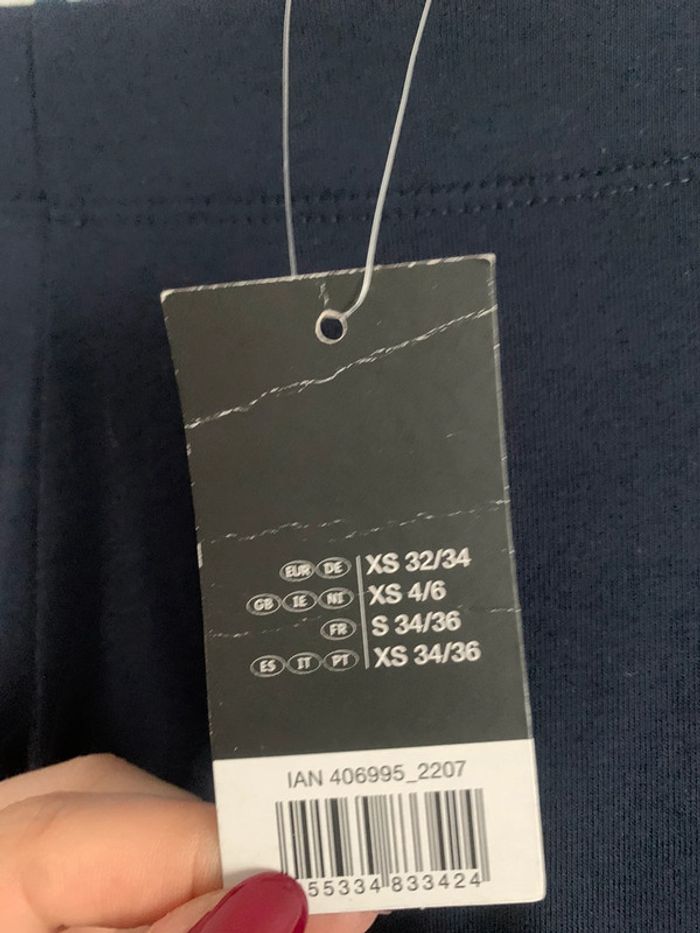 EUR DE XS 32/34
GB IE NI XS 4/6
FR S 34/36
ES IT PT XS 34/36
IAN 406995_2207
55334 833424